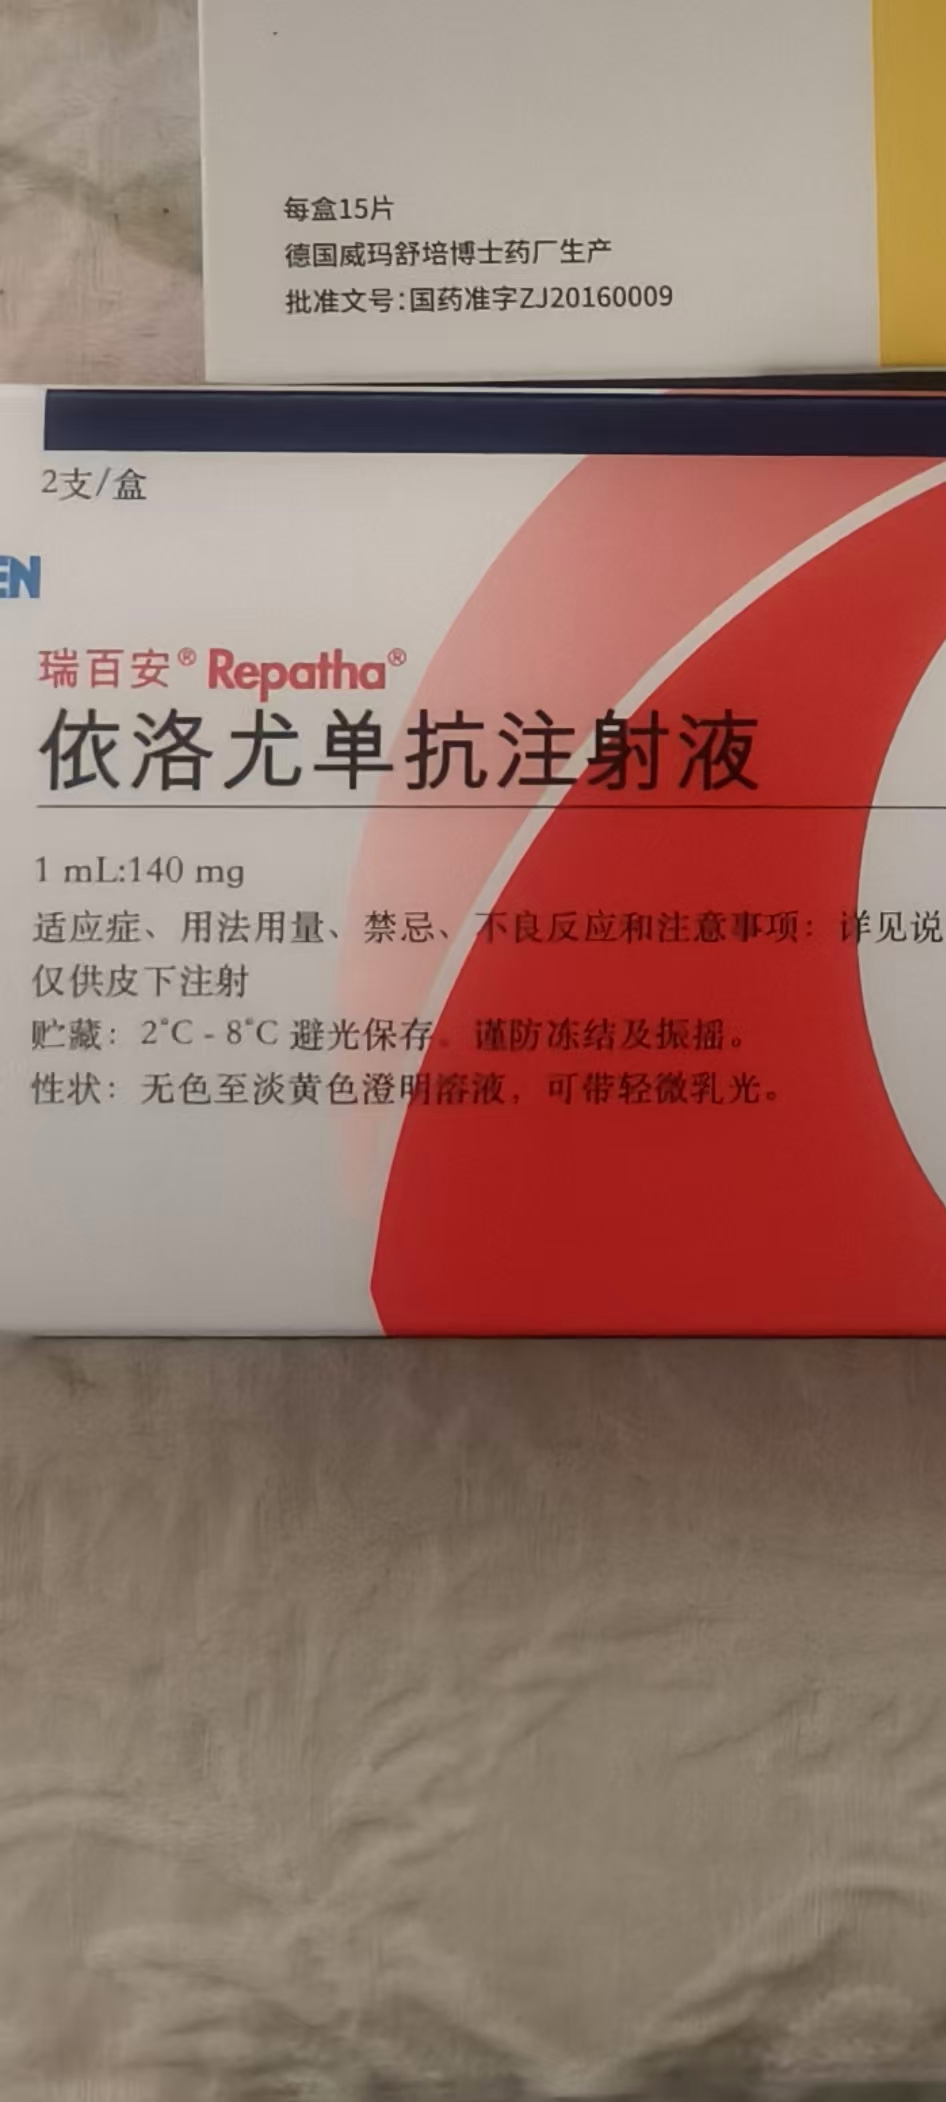 每盒15片
德国威玛舒培博士药厂生产
批准文号:国药准字ZJ20160009
2支/盒
EN
瑞百安® Repatha®
依洛尤单抗注射液
1 mL:140 mg
适应症、用法用量、禁忌、不良反应和注意事项：详见说
仅供皮下注射
贮藏：2°C - 8°C 避光保存。谨防冻结及振摇。
性状：无色至淡黄色澄明溶液，可带轻微乳光。